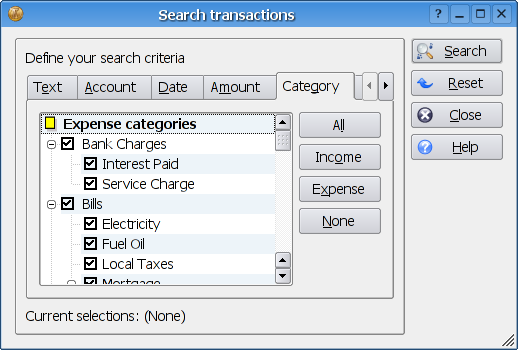 Search transactions
?
Define your search criteria
Text Account Date Amount Category
Expense categories
Bank Charges
Interest Paid
Service Charge
Bills
Electricity
Fuel Oil
Local Taxes
Mortgage
All
Income
Expense
None
Search
Reset
Close
Help
Current selections: (None)